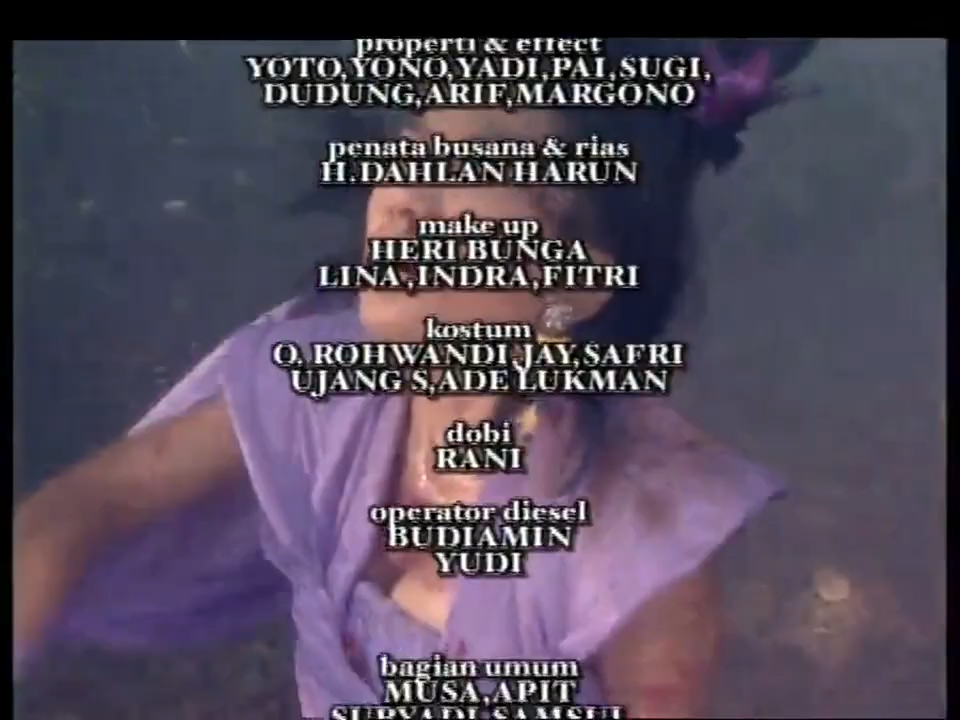 properti & effect
YOTO,YONO,YADI,PAI,SUGI,
DUDUNG,ARIF,MARGONO
penata busana & rias
H.DAHLAN HARUN
make up
HERI BUNGA
LINA,INDRA,FITRI
kostum
O. ROHWANDI,JAY,SAFRI
UJANG S,ADE LUKMAN
dobi
RANI
operator diesel
BUDIAMIN
YUDI
bagian umum
MUSA,APIT
SURYADI,SAMSUL